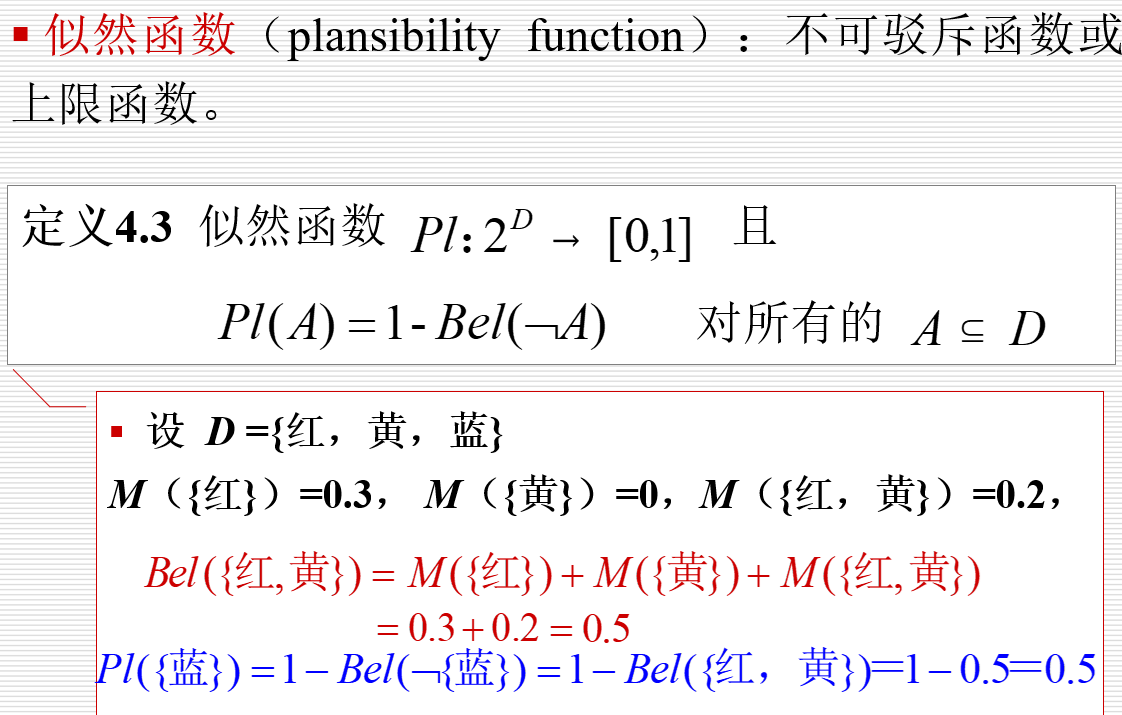 ▪ 似然函数（plansibility function）：不可驳斥函数或
上限函数。
定义4.3 似然函数 Pl:2^D → [0,1] 且
Pl(A)=1-Bel(¬A) 对所有的 A ⊆ D
▪ 设 D ={红，黄，蓝}
M（{红}）=0.3， M（{黄}）=0，M（{红，黄}）=0.2，
Bel({红,黄}) = M({红})+M({黄})+M({红,黄})
= 0.3+0.2 = 0.5
Pl({蓝}) =1− Bel(¬{蓝}) =1− Bel({红，黄})=1−0.5=0.5